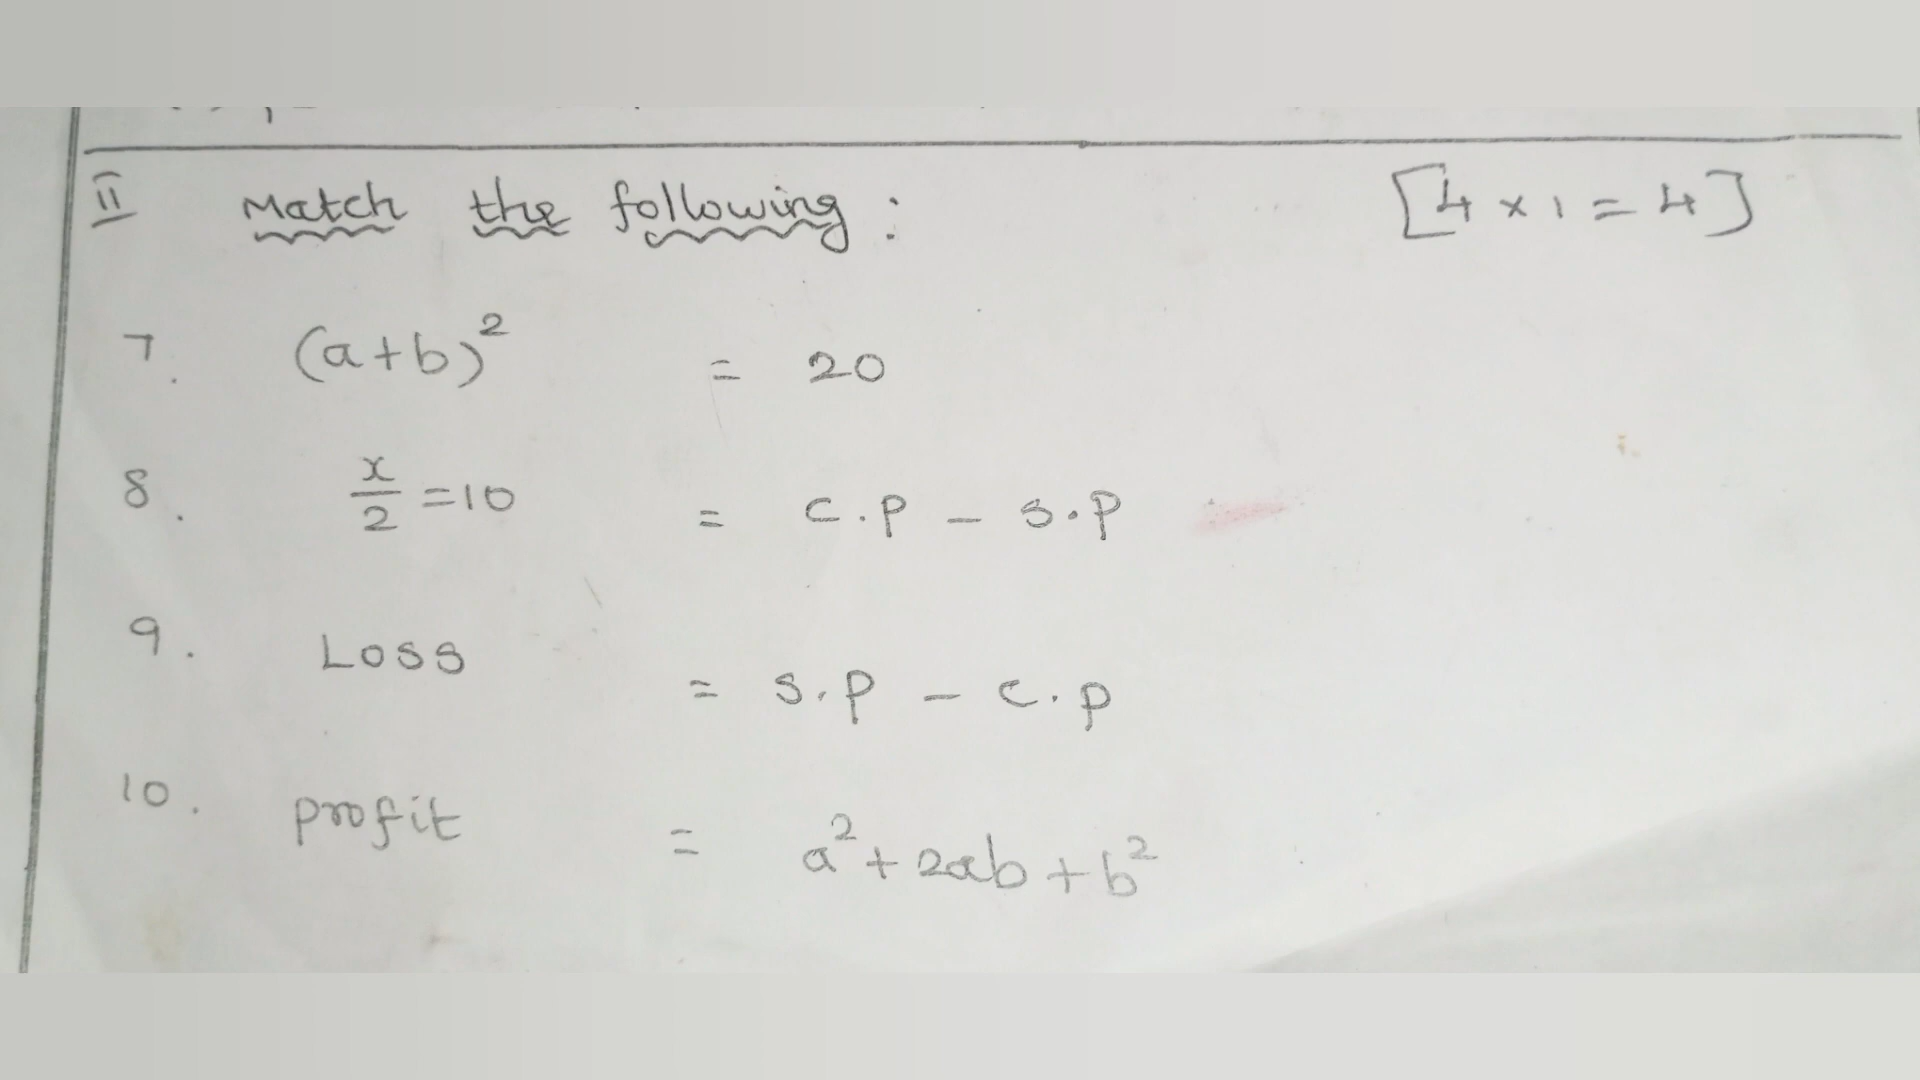 II Match the following : [4 × 1 = 4]
7. (a+b)² = 20
8. x/2 = 10 = C.P - S.P
9. Loss = S.P - C.P
10. Profit = a² + 2ab + b²